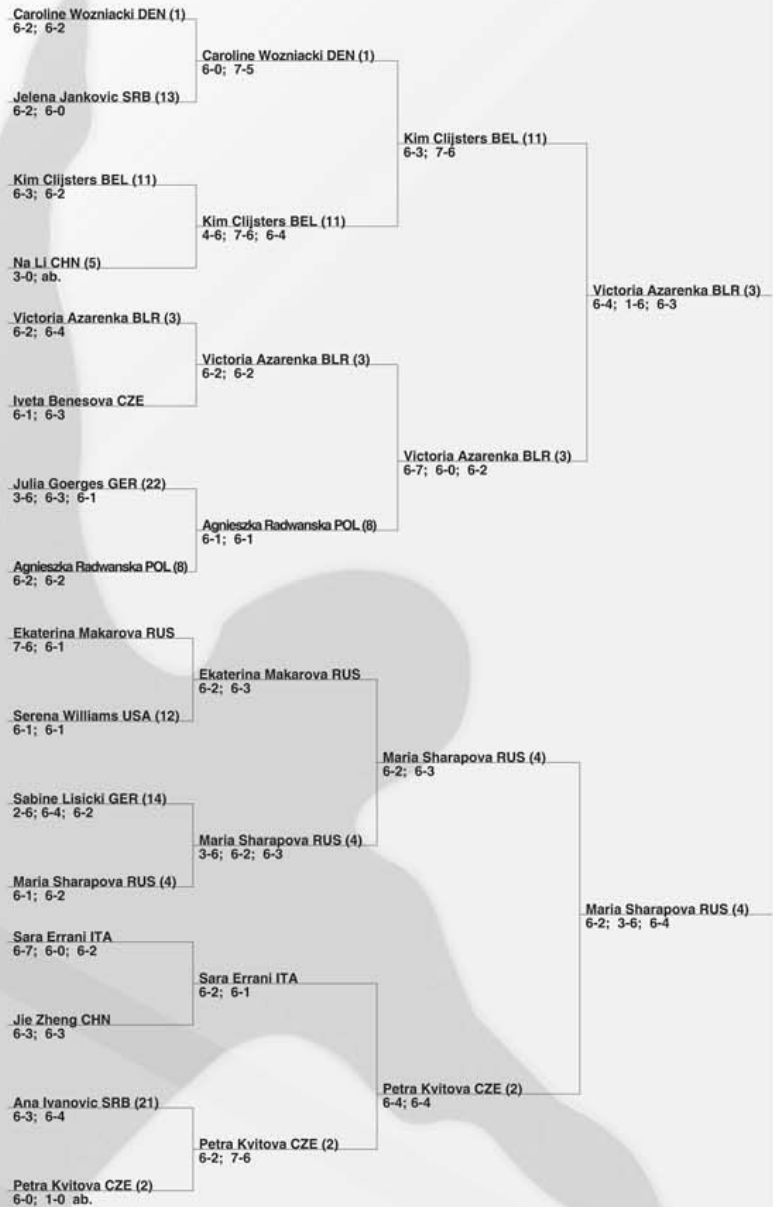 Caroline Wozniacki DEN (1)
6-2; 6-2
Jelena Jankovic SRB (13)
6-2; 6-0
Kim Clijsters BEL (11)
6-3; 6-2
Na Li CHN (5)
3-0; ab.
Victoria Azarenka BLR (3)
6-2; 6-4
Iveta Benesova CZE
6-1; 6-3
Julia Goerges GER (22)
3-6; 6-3; 6-1
Agnieszka Radwanska POL (8)
6-2; 6-2
Ekaterina Makarova RUS
7-6; 6-1
Serena Williams USA (12)
6-1; 6-1
Sabine Lisicki GER (14)
2-6; 6-4; 6-2
Maria Sharapova RUS (4)
6-1; 6-2
Sara Errani ITA
6-7; 6-0; 6-2
Jie Zheng CHN
6-3; 6-3
Ana Ivanovic SRB (21)
6-3; 6-4
Petra Kvitova CZE (2)
6-0; 1-0 ab.
Caroline Wozniacki DEN (1)
6-0; 7-5
Kim Clijsters BEL (11)
4-6; 7-6; 6-4
Victoria Azarenka BLR (3)
6-2; 6-2
Agnieszka Radwanska POL (8)
6-1; 6-1
Ekaterina Makarova RUS
6-2; 6-3
Maria Sharapova RUS (4)
3-6; 6-2; 6-3
Sara Errani ITA
6-2; 6-1
Petra Kvitova CZE (2)
6-2; 7-6
Kim Clijsters BEL (11)
6-3; 7-6
Victoria Azarenka BLR (3)
6-7; 6-0; 6-2
Maria Sharapova RUS (4)
6-2; 6-3
Petra Kvitova CZE (2)
6-4; 6-4
Victoria Azarenka BLR (3)
6-4; 1-6; 6-3
Maria Sharapova RUS (4)
6-2; 3-6; 6-4